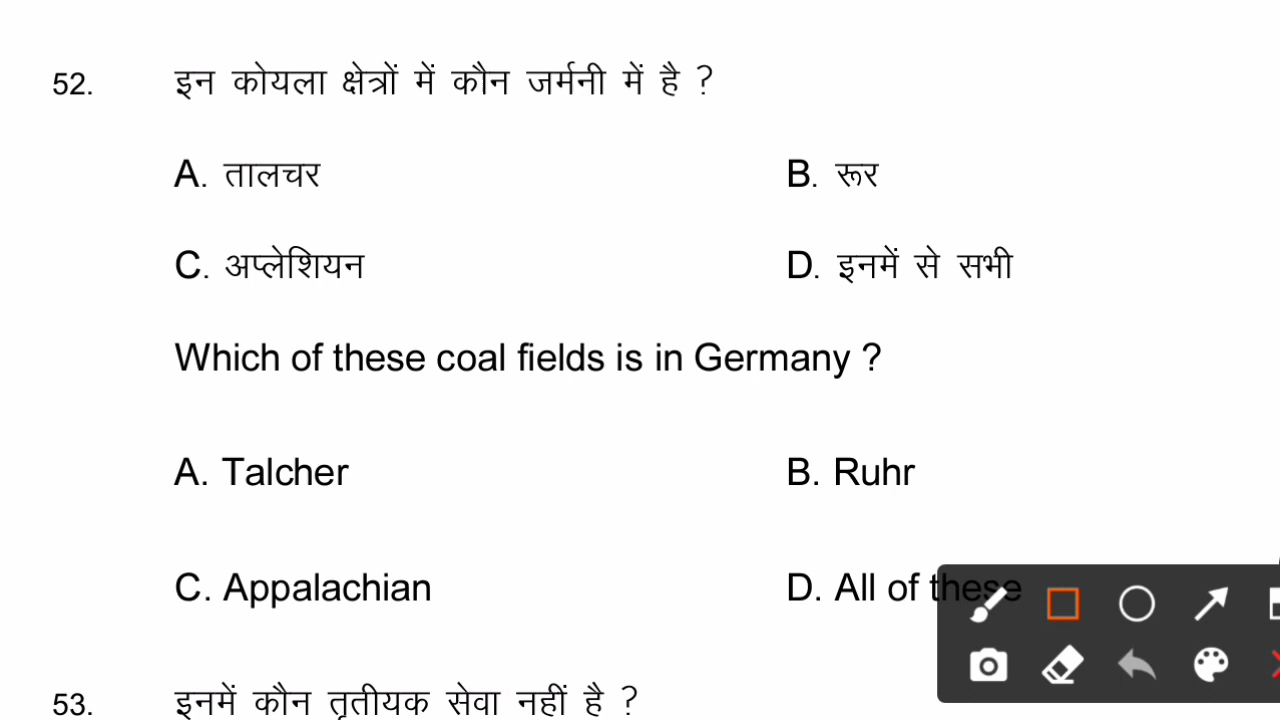 52. इन कोयला क्षेत्रों में कौन जर्मनी में है ?
A. तालचर B. रूर
C. अप्लेशियन D. इनमें से सभी
Which of these coal fields is in Germany ?
A. Talcher B. Ruhr
C. Appalachian D. All of these
53. इनमें कौन तृतीयक सेवा नहीं है ?